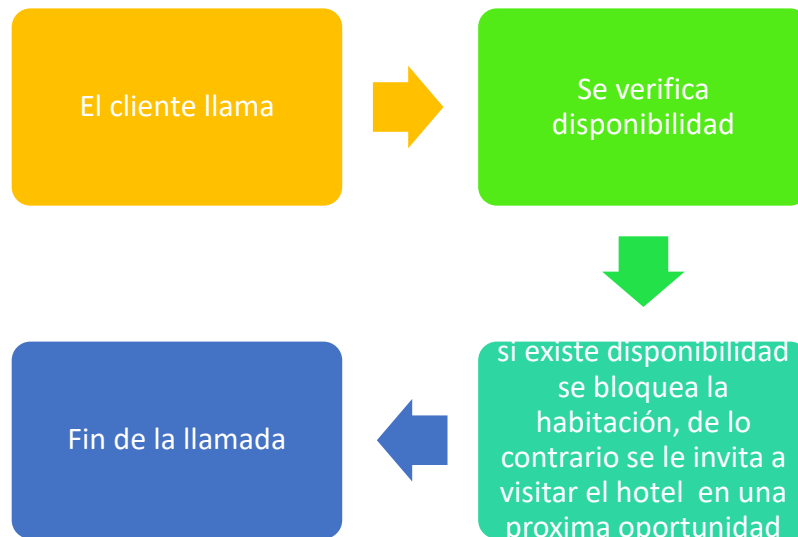 El cliente llama
Se verifica
disponibilidad
si existe disponibilidad
se bloquea la
habitación, de lo
contrario se le invita a
visitar el hotel  en una
proxima oportunidad
Fin de la llamada